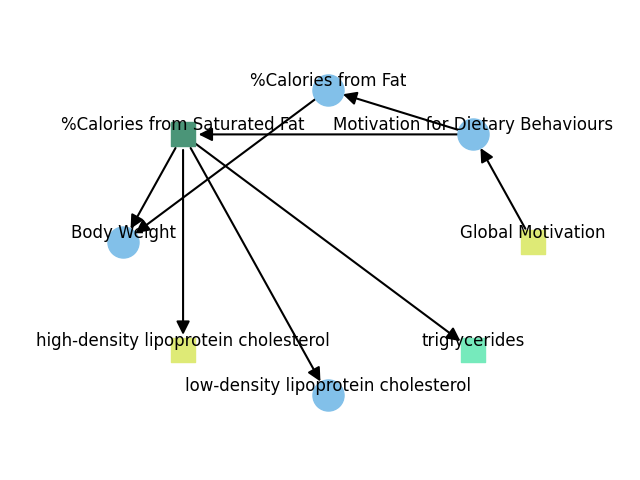 %Calories from Fat
%Calories from Saturated Fat
Motivation for Dietary Behaviours
Body Weight
Global Motivation
high-density lipoprotein cholesterol
triglycerides
low-density lipoprotein cholesterol